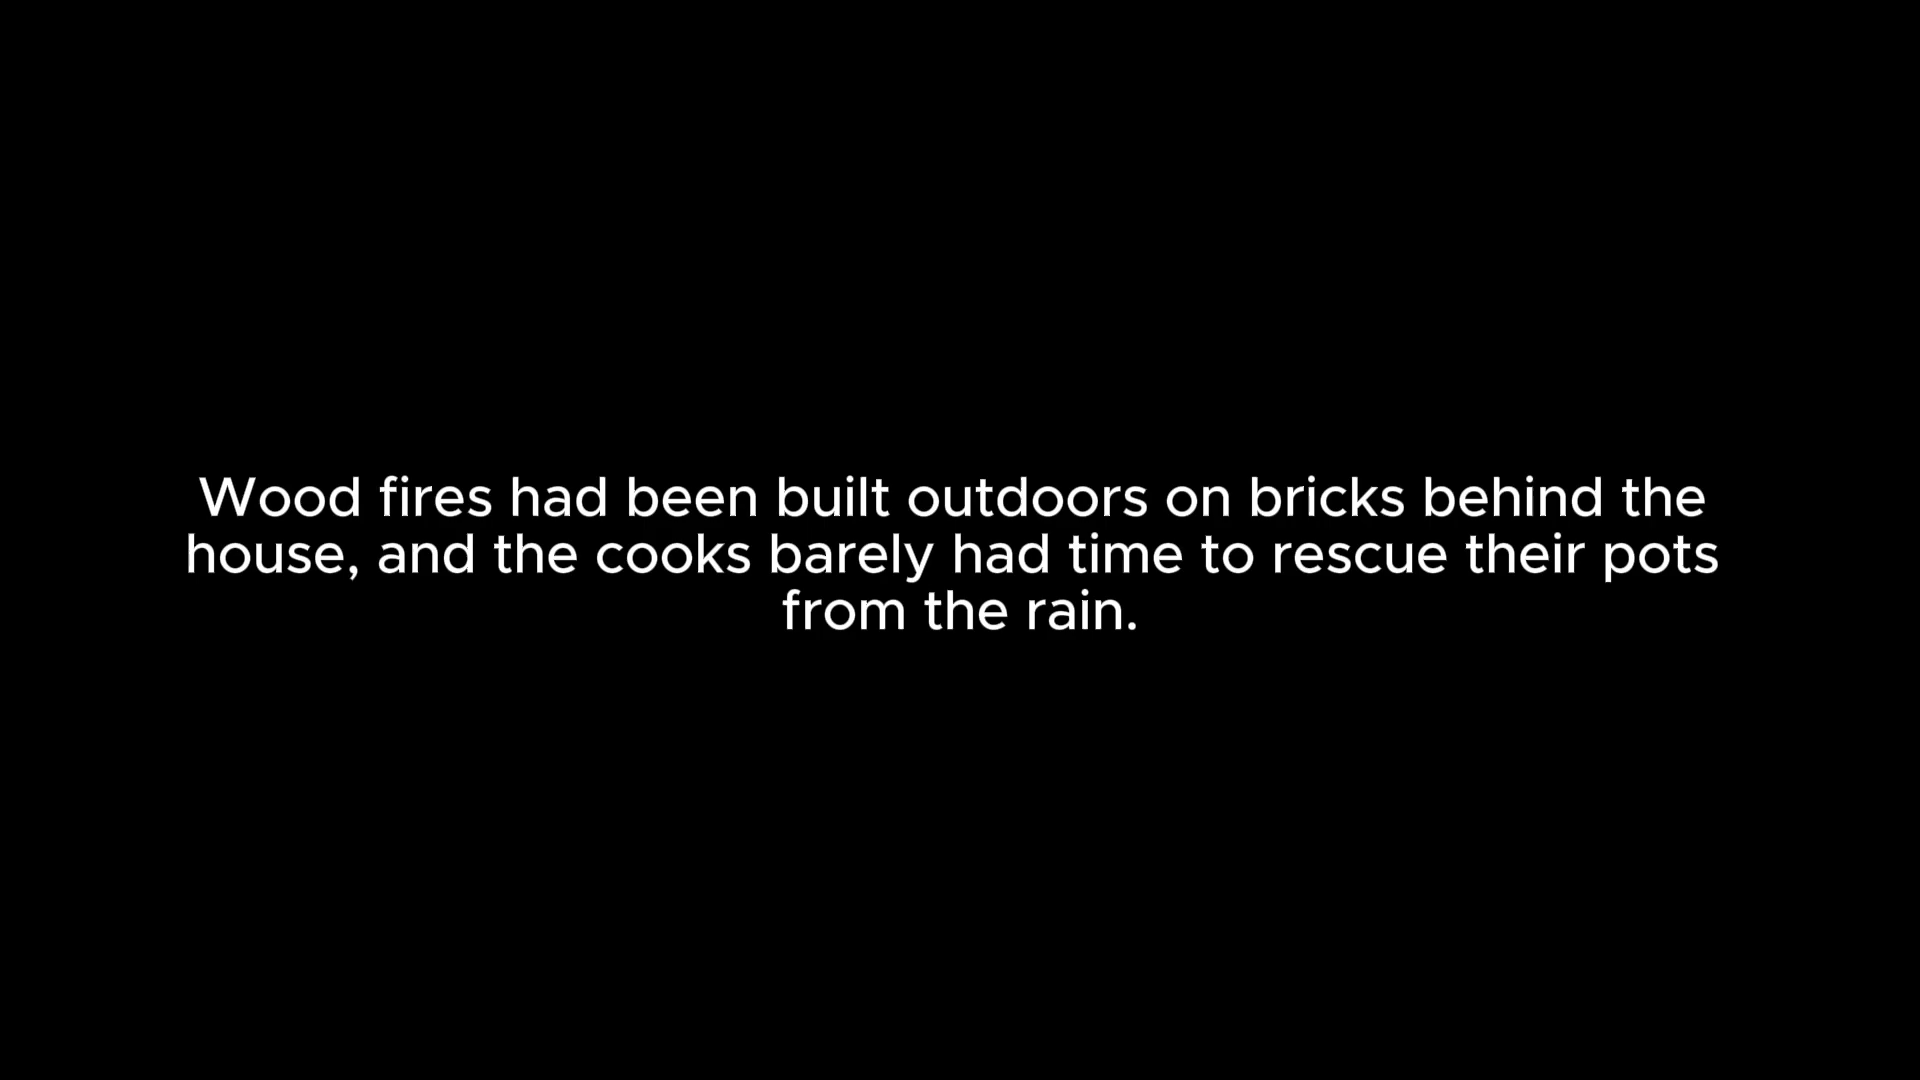 Wood fires had been built outdoors on bricks behind the
house, and the cooks barely had time to rescue their pots
from the rain.